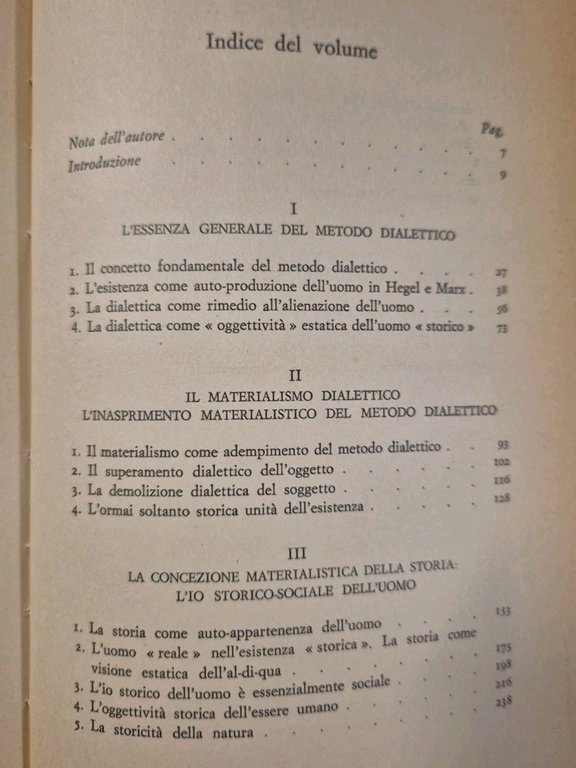 Indice del volume
Pag.
Nota dell'autore . . . . . . . . . . 7
Introduzione . . . . . . . . . . 9
I
L'ESSENZA GENERALE DEL METODO DIALETTICO
1. Il concetto fondamentale del metodo dialettico . . . . 27
2. L'esistenza come auto-produzione dell'uomo in Hegel e Marx . 38
3. La dialettica come rimedio all'alienazione dell'uomo . . . 56
4. La dialettica come « oggettività » estatica dell'uomo « storico » 73
II
IL MATERIALISMO DIALETTICO
L'INASPRIMENTO MATERIALISTICO DEL METODO DIALETTICO
1. Il materialismo come adempimento del metodo dialettico . . 93
2. Il superamento dialettico dell'oggetto . . . . . 102
3. La demolizione dialettica del soggetto . . . . . 116
4. L'ormai soltanto storica unità dell'esistenza . . . . 128
III
LA CONCEZIONE MATERIALISTICA DELLA STORIA:
L'IO STORICO-SOCIALE DELL'UOMO
1. La storia come auto-appartenenza dell'uomo . . . . 153
2. L'uomo « reale » nell'esistenza « storica ». La storia come
visione estatica dell'al-di-qua . . . . . . 175
3. L'io storico dell'uomo è essenzialmente sociale . . . . 198
4. L'oggettività storica dell'essere umano . . . . . 216
5. La storicità della natura . . . . . . . 238